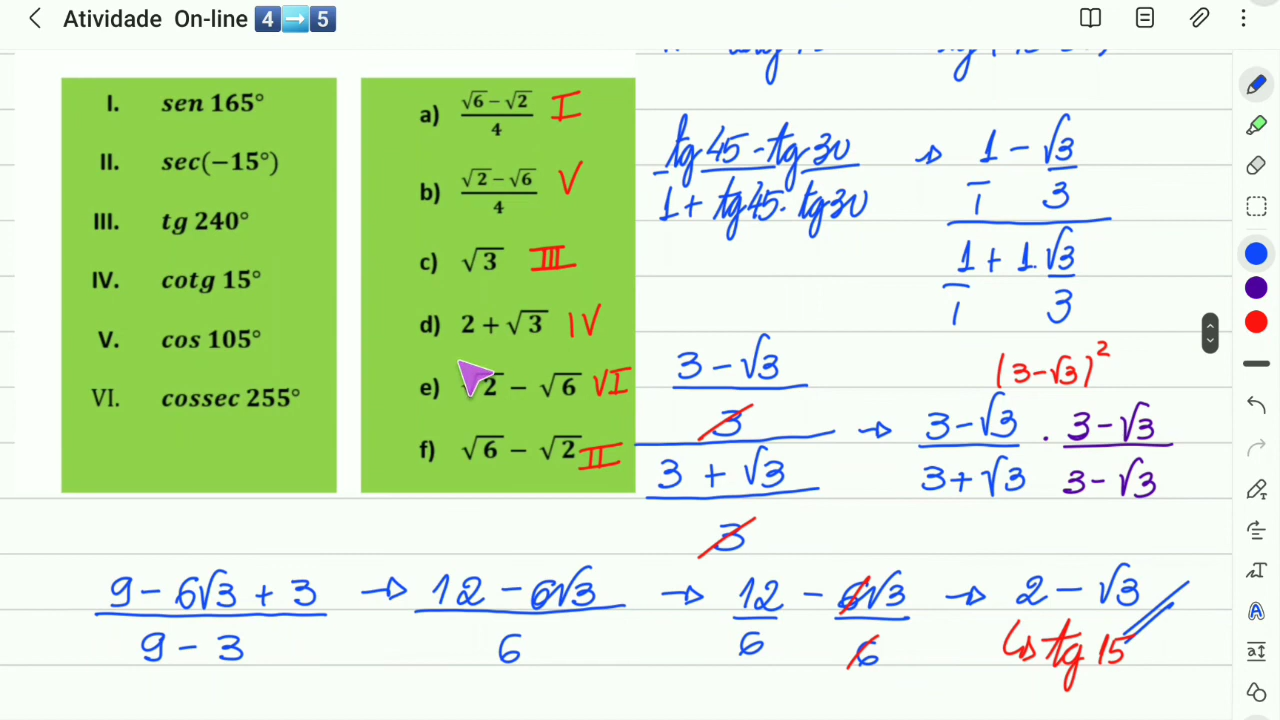 Atividade On-line 4➡5
I. sen 165°
II. sec(−15°)
III. tg 240°
IV. cotg 15°
V. cos 105°
VI. cossec 255°
a) (√6 − √2)/4 I
b) (√2 − √6)/4 V
c) √3 III
d) 2 + √3 IV
e) 2 − √6 VI
f) √6 − √2 II
tg 45 - tg 30
1 + tg 45 . tg 30
→ 1 - √3
1 3
1 + 1.√3
1 3
3 - √3
3
3 + √3
3
(3-√3)²
→ 3-√3 . 3-√3
3+√3 3-√3
9 - 6√3 + 3 → 12 - 6√3 → 12 - 6√3 → 2 - √3
9 - 3 6 6 6 ↳ tg 15